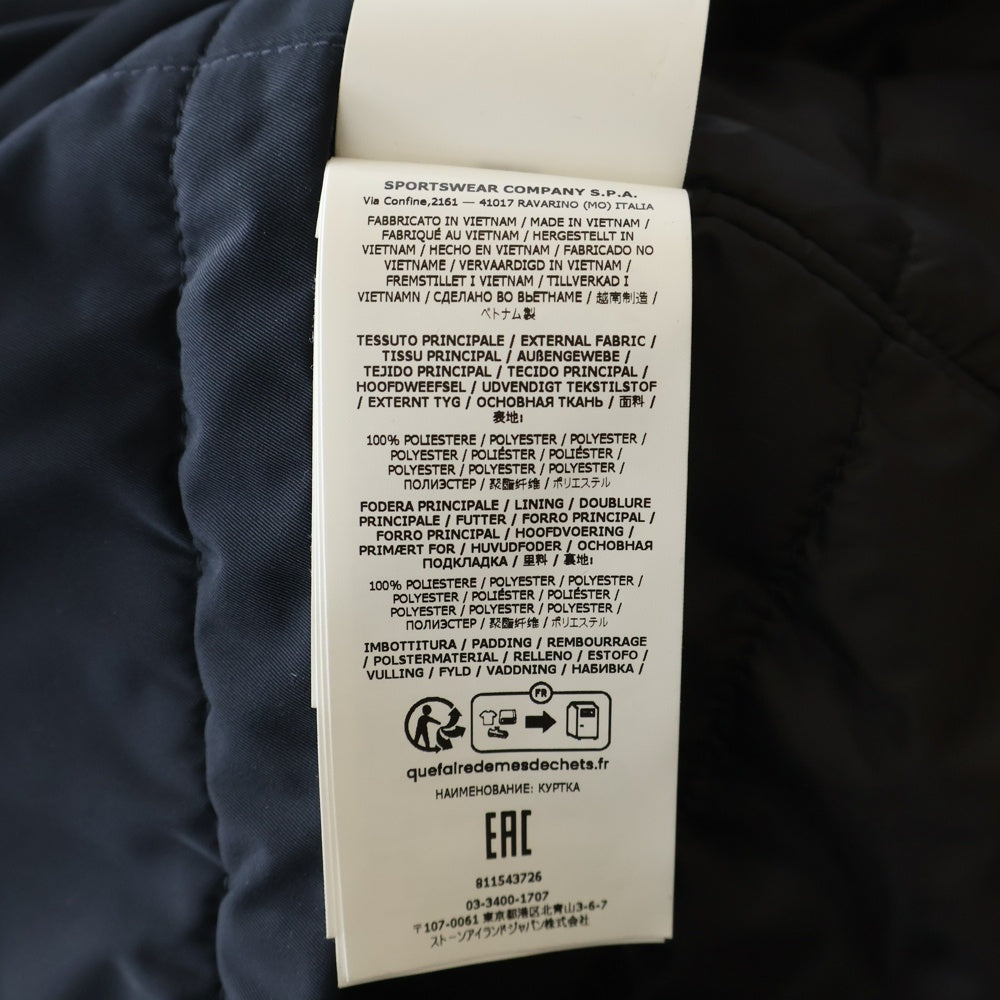 SPORTSWEAR COMPANY S.P.A.
Via Confine,2161 — 41017 RAVARINO (MO) ITALIA
FABBRICATO IN VIETNAM / MADE IN VIETNAM /
FABRIQUÉ AU VIETNAM / HERGESTELLT IN
VIETNAM / HECHO EN VIETNAM / FABRICADO NO
VIETNAME / VERVAARDIGD IN VIETNAM /
FREMSTILLET I VIETNAM / TILLVERKAD I
VIETNAMN / СДЕЛАНО ВО ВЬЕТНАМЕ / 越南制造 /
ベトナム製
TESSUTO PRINCIPALE / EXTERNAL FABRIC /
TISSU PRINCIPAL / AUßENGEWEBE /
TEJIDO PRINCIPAL / TECIDO PRINCIPAL /
HOOFDWEEFSEL / UDVENDIGT TEKSTILSTOF
/ EXTERNT TYG / ОСНОВНАЯ ТКАНЬ / 面料 /
表地:
100% POLIESTERE / POLYESTER / POLYESTER /
POLYESTER / POLIÉSTER / POLIÉSTER /
POLYESTER / POLYESTER / POLYESTER /
ПОЛИЭСТЕР / 聚酯纤维 / ポリエステル
FODERA PRINCIPALE / LINING / DOUBLURE
PRINCIPALE / FUTTER / FORRO PRINCIPAL /
FORRO PRINCIPAL / HOOFDVOERING /
PRIMÆRT FOR / HUVUDFODER / ОСНОВНАЯ
ПОДКЛАДКА / 里料 / 裏地:
100% POLIESTERE / POLYESTER / POLYESTER /
POLYESTER / POLIÉSTER / POLIÉSTER /
POLYESTER / POLYESTER / POLYESTER /
ПОЛИЭСТЕР / 聚酯纤维 / ポリエステル
IMBOTTITURA / PADDING / REMBOURRAGE
/ POLSTERMATERIAL / RELLENO / ESTOFO /
VULLING / FYLD / VADDNING / НАБИВКА /
FR
quefairedemesdechets.fr
НАИМЕНОВАНИЕ: КУРТКА
EAC
811543726
03-3400-1707
〒107-0061 東京都港区北青山3-6-7
ストーンアイランドジャパン株式会社